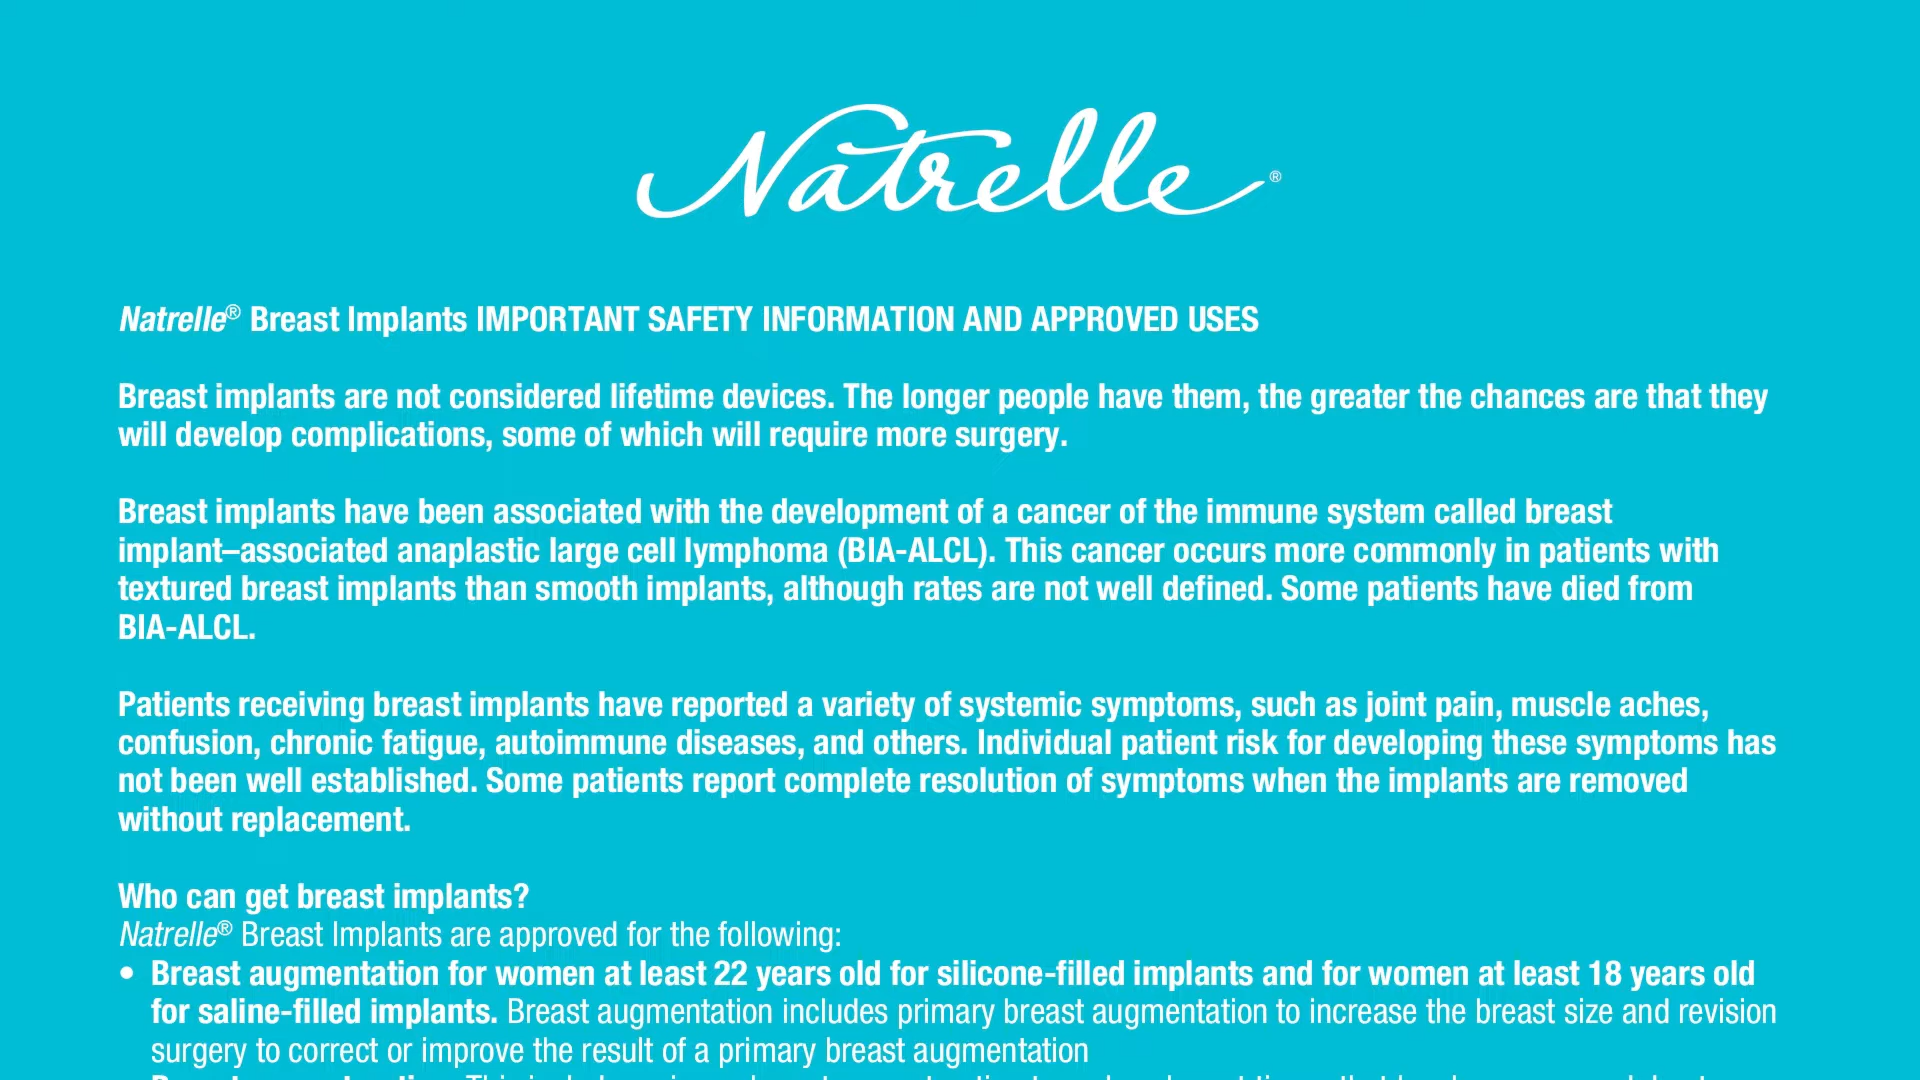 Natrelle®
Natrelle® Breast Implants IMPORTANT SAFETY INFORMATION AND APPROVED USES
Breast implants are not considered lifetime devices. The longer people have them, the greater the chances are that they
will develop complications, some of which will require more surgery.
Breast implants have been associated with the development of a cancer of the immune system called breast
implant–associated anaplastic large cell lymphoma (BIA-ALCL). This cancer occurs more commonly in patients with
textured breast implants than smooth implants, although rates are not well defined. Some patients have died from
BIA-ALCL.
Patients receiving breast implants have reported a variety of systemic symptoms, such as joint pain, muscle aches,
confusion, chronic fatigue, autoimmune diseases, and others. Individual patient risk for developing these symptoms has
not been well established. Some patients report complete resolution of symptoms when the implants are removed
without replacement.
Who can get breast implants?
Natrelle® Breast Implants are approved for the following:
• Breast augmentation for women at least 22 years old for silicone-filled implants and for women at least 18 years old
for saline-filled implants. Breast augmentation includes primary breast augmentation to increase the breast size and revision
surgery to correct or improve the result of a primary breast augmentation